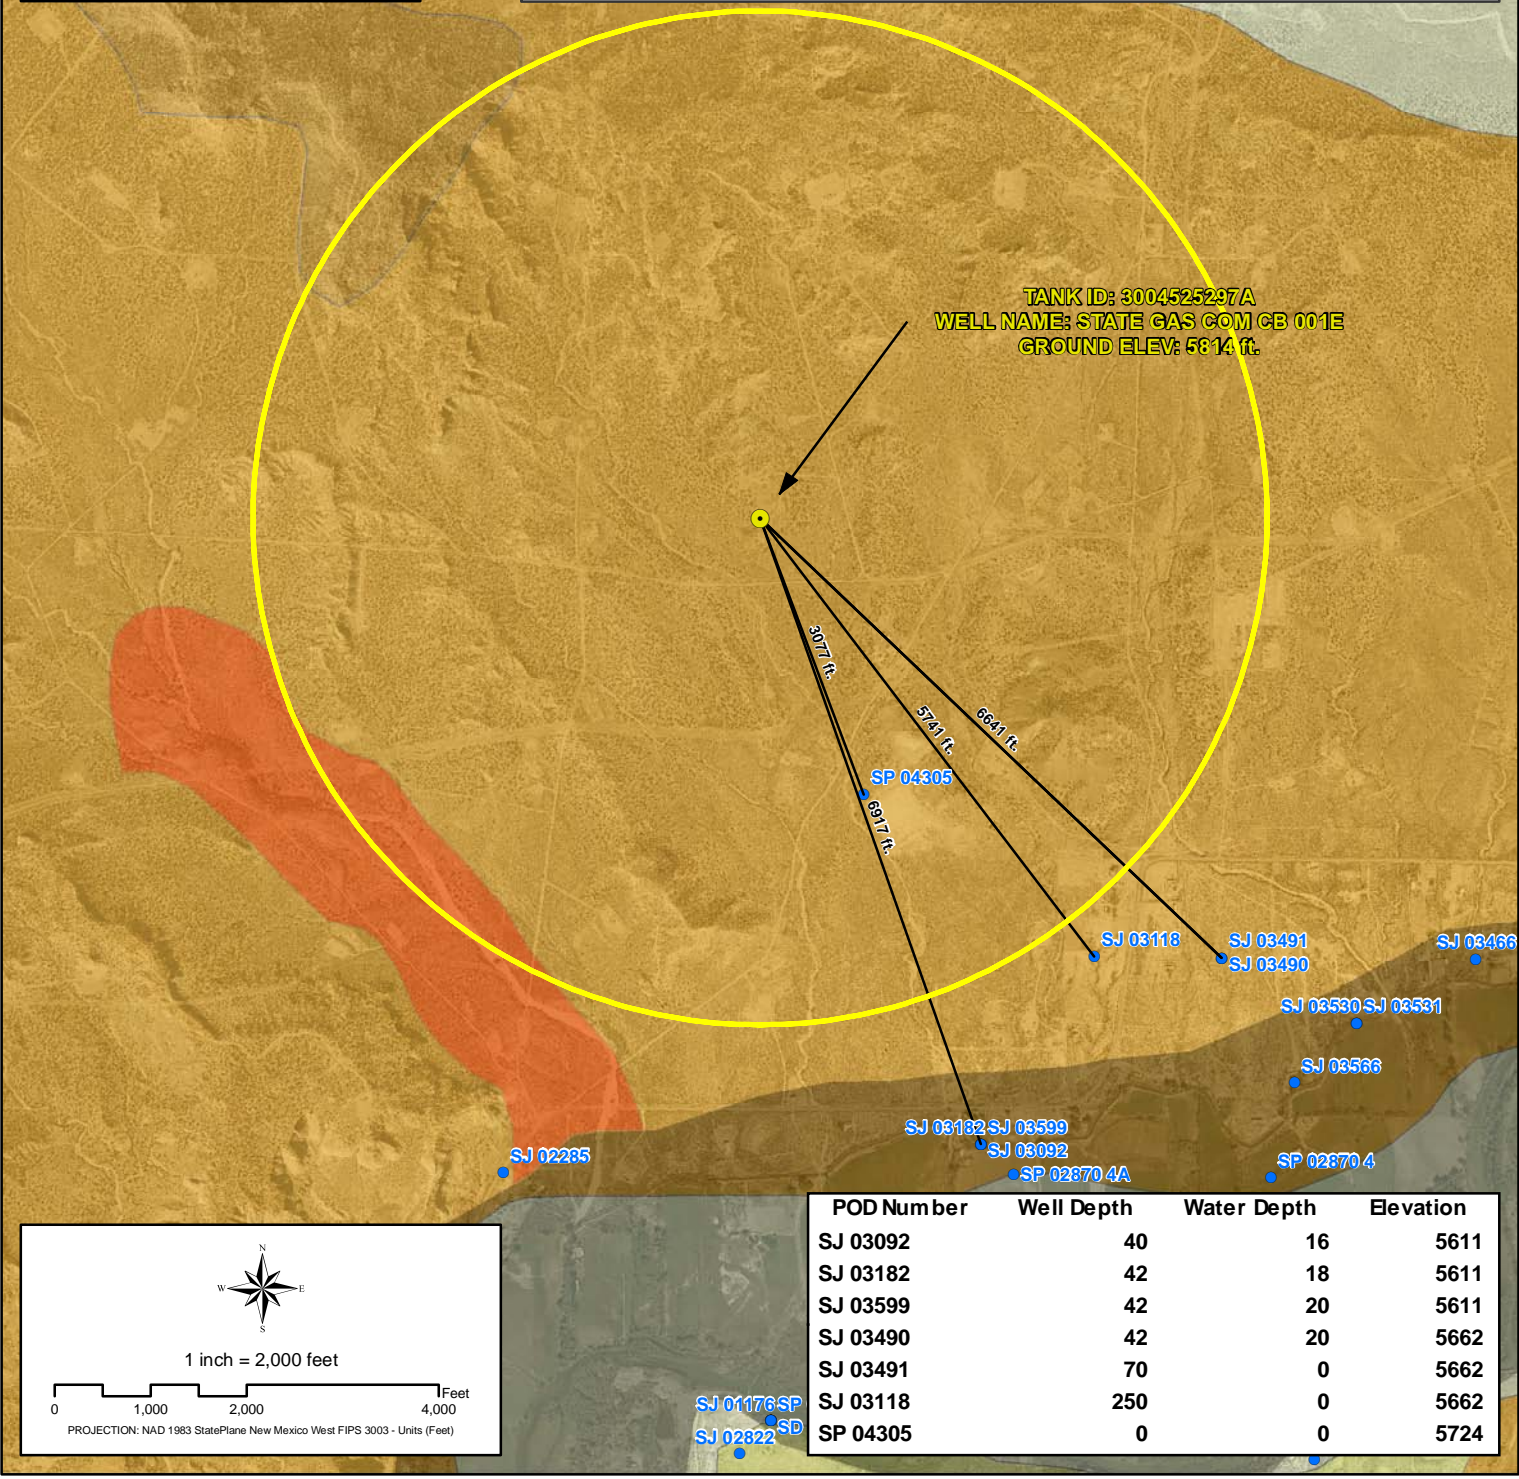 TANK ID: 3004525297A
WELL NAME: STATE GAS COM CB 001E
GROUND ELEV: 5814 ft.
3077 ft.
5741 ft.
6641 ft.
SP 04305
6917 ft.
SJ 03118
SJ 03491
SJ 03490
SJ 03466
SJ 03530 SJ 03531
SJ 03566
SJ 03182 SJ 03599
SJ 03092
SJ 02285
SP 02870 4A
SP 02870 4
POD Number Well Depth Water Depth Elevation
SJ 03092 40 16 5611
SJ 03182 42 18 5611
SJ 03599 42 20 5611
SJ 03490 42 20 5662
SJ 03491 70 0 5662
SJ 03118 250 0 5662
SP 04305 0 0 5724
N
W E
S
1 inch = 2,000 feet
Feet
0 1,000 2,000 4,000
PROJECTION: NAD 1983 StatePlane New Mexico West FIPS 3003 - Units (Feet)
SJ 01176 SP
SD
SJ 02822